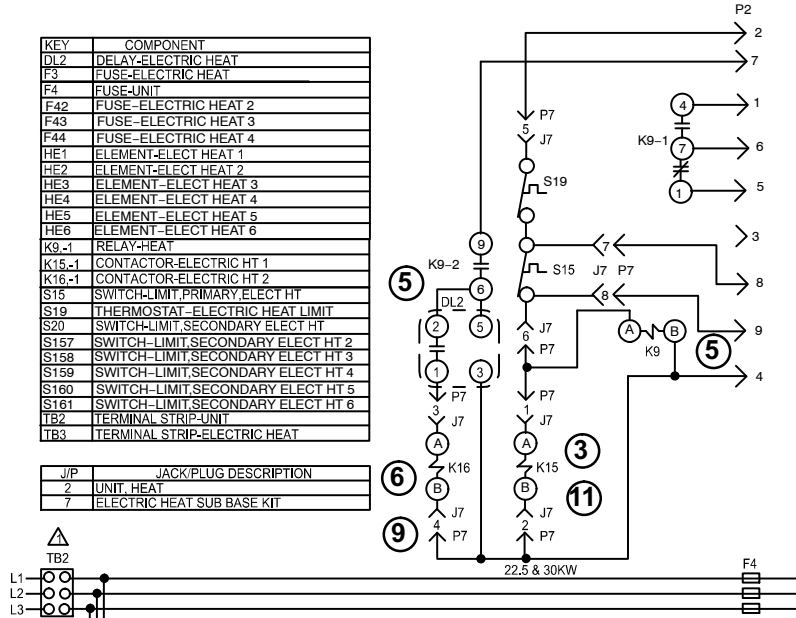 KEY COMPONENT
DL2 DELAY-ELECTRIC HEAT
F3 FUSE-ELECTRIC HEAT
F4 FUSE-UNIT
F42 FUSE–ELECTRIC HEAT 2
F43 FUSE–ELECTRIC HEAT 3
F44 FUSE–ELECTRIC HEAT 4
HE1 ELEMENT-ELECT HEAT 1
HE2 ELEMENT-ELECT HEAT 2
HE3 ELEMENT–ELECT HEAT 3
HE4 ELEMENT–ELECT HEAT 4
HE5 ELEMENT–ELECT HEAT 5
HE6 ELEMENT–ELECT HEAT 6
K9,-1 RELAY-HEAT
K15,-1 CONTACTOR-ELECTRIC HT 1
K16,-1 CONTACTOR-ELECTRIC HT 2
S15 SWITCH-LIMIT,PRIMARY,ELECT HT
S19 THERMOSTAT–ELECTRIC HEAT LIMIT
S20 SWITCH-LIMIT,SECONDARY ELECT HT
S157 SWITCH–LIMIT,SECONDARY ELECT HT 2
S158 SWITCH–LIMIT,SECONDARY ELECT HT 3
S159 SWITCH–LIMIT,SECONDARY ELECT HT 4
S160 SWITCH–LIMIT,SECONDARY ELECT HT 5
S161 SWITCH–LIMIT,SECONDARY ELECT HT 6
TB2 TERMINAL STRIP-UNIT
TB3 TERMINAL STRIP-ELECTRIC HEAT
J/P JACK/PLUG DESCRIPTION
2 UNIT, HEAT
7 ELECTRIC HEAT SUB BASE KIT
P2
2
7
4 1
K9-1 7 6
1 5
P7
5
J7
S19
3
9
K9-2
7
S15 J7 P7
8
5
6
DL2
8
2 5
J7
6
P7
A B
K9
9
5
4
1 3
P7
3
J7
P7
1
J7
A
K16
B
6
A
K15
B
3
11
J7
4
P7
9
J7
2
P7
22.5 & 30KW
1
TB2
L1
L2
L3
F4